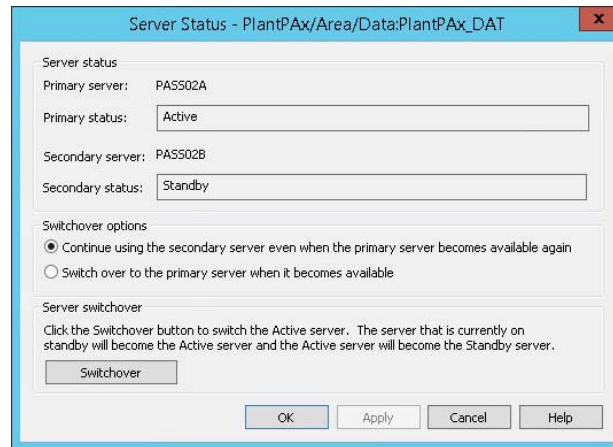 Server Status - PlantPAx/Area/Data:PlantPAx_DAT
x
Server status
Primary server: PASS02A
Primary status: Active
Secondary server: PASS02B
Secondary status: Standby
Switchover options
Continue using the secondary server even when the primary server becomes available again
Switch over to the primary server when it becomes available
Server switchover
Click the Switchover button to switch the Active server. The server that is currently on
standby will become the Active server and the Active server will become the Standby server.
Switchover
OK Apply Cancel Help